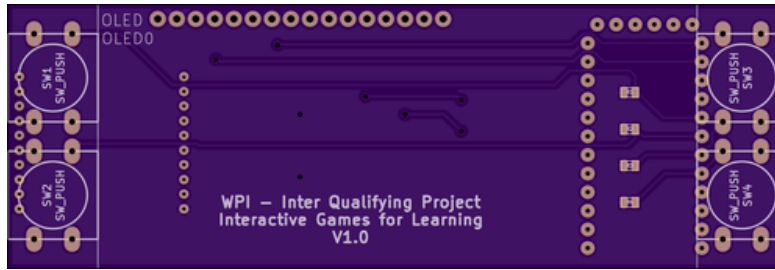 OLED
OLED0
SW1
SW_PUSH
SW_PUSH
SW3
SW2
SW_PUSH
SW_PUSH
SW4
WPI – Inter Qualifying Project
Interactive Games for Learning
V1.0